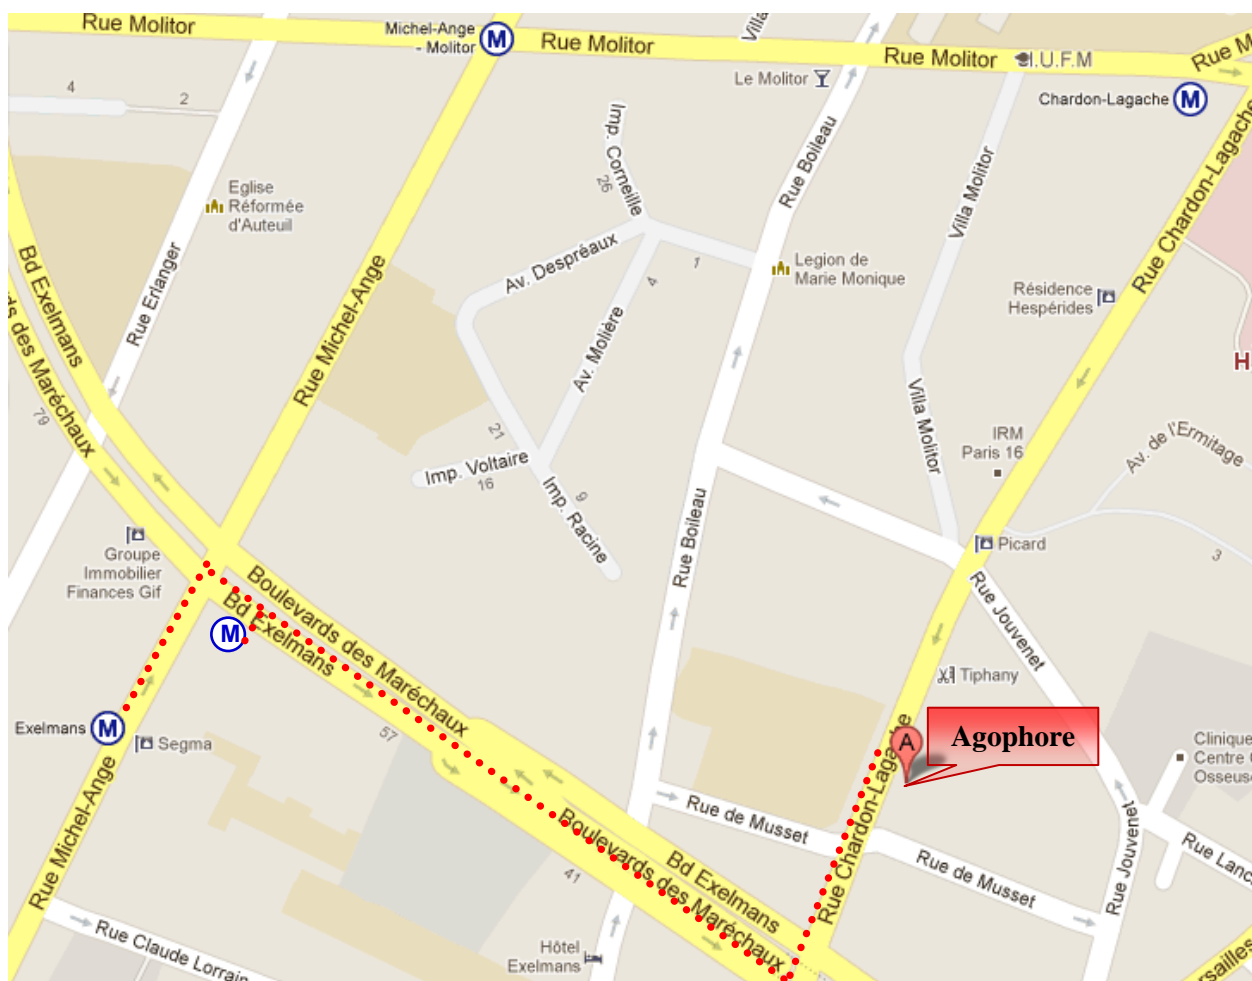 Rue Molitor
Michel-Ange
- Molitor
M
Rue Molitor
Villa
Rue Molitor
I.U.F.M
Rue M
Le Molitor
Chardon-Lagache
M
4
2
Imp. Corneille
26
Rue Boileau
Villa Molitor
Rue Chardon-Lagache
Eglise
Réformée
d'Auteuil
Bd Exelmans
Rue Erlanger
Av. Despréaux
1
4
Legion de
Marie Monique
Résidence
Hespérides
H
ds des Maréchaux
79
Rue Michel-Ange
Av. Molière
Villa Molitor
IRM
Paris 16
Av. de l'Ermitage
21
Imp. Voltaire
16
9
Imp. Racine
Rue Boileau
Picard
3
Groupe
Immobilier
Finances Gif
Boulevards des Maréchaux
Bd Exelmans
M
Rue Jouvenet
Tiphany
Exelmans
M
Segma
57
A
Agophore
Clinique
Centre
Osseuse
Rue Michel-Ange
Rue de Musset
Rue Chardon-Lagache
Rue de Musset
Rue Jouvenet
Rue Lanc
Boulevards des Maréchaux
Bd Exelmans
41
Rue Claude Lorrain
Hôtel
Exelmans
ersailles